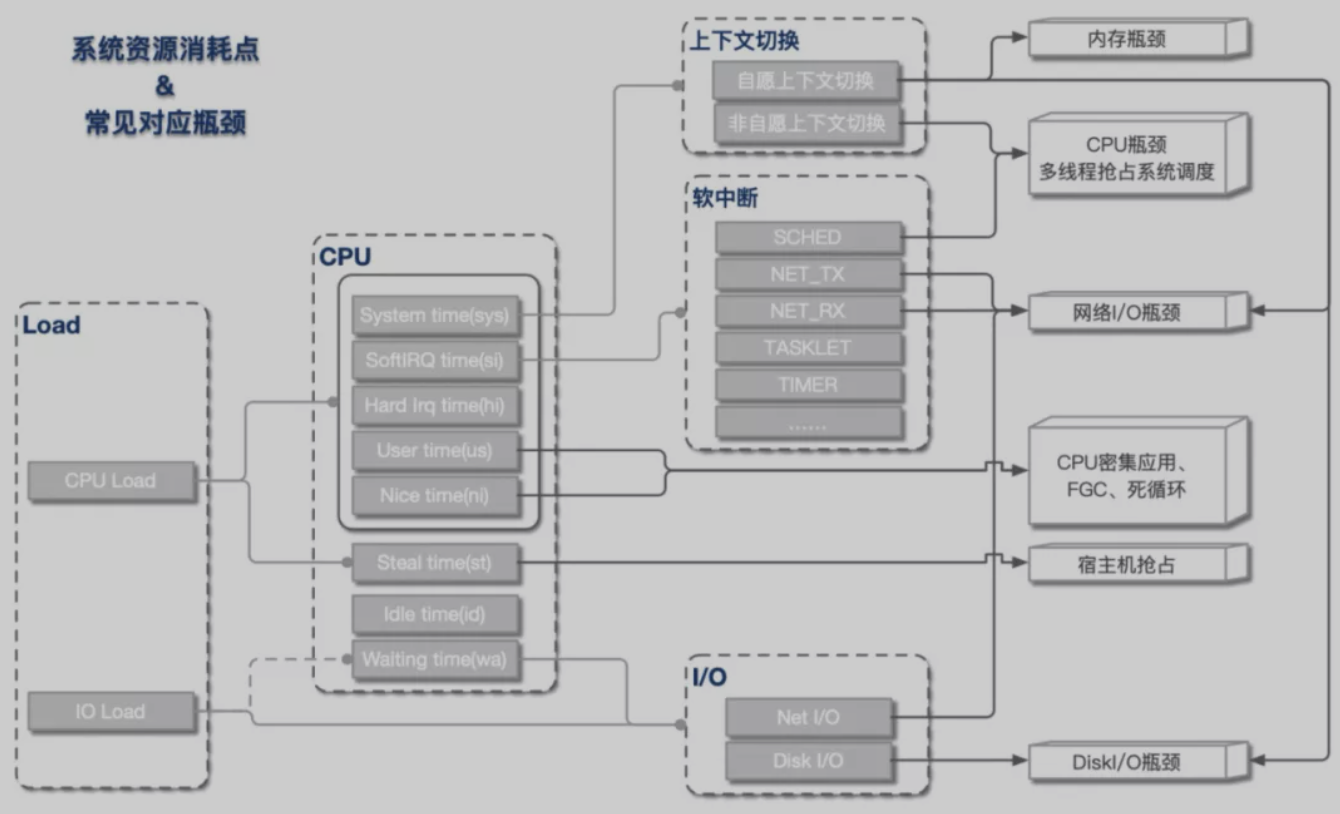 系统资源消耗点
&
常见对应瓶颈
Load
CPU Load
IO Load
CPU
System time(sys)
SoftIRQ time(si)
Hard Irq time(hi)
User time(us)
Nice time(ni)
Steal time(st)
Idle time(id)
Waiting time(wa)
上下文切换
自愿上下文切换
非自愿上下文切换
软中断
SCHED
NET_TX
NET_RX
TASKLET
TIMER
......
I/O
Net I/O
Disk I/O
内存瓶颈
CPU瓶颈
多线程抢占系统调度
网络I/O瓶颈
CPU密集应用、
FGC、死循环
宿主机抢占
DiskI/O瓶颈